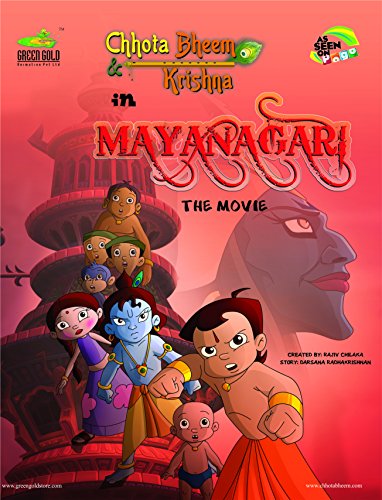 Chhota Bheem
& Krishna
TM
GREEN GOLD
Animation Pvt Ltd
AS
SEEN
ON
pogo
in
MAYANAGARI
THE MOVIE
CREATED BY: RAJIV CHILAKA
STORY: DARSANA RADHAKRISHNAN
www.greengoldstore.com
www.chhotabheem.com